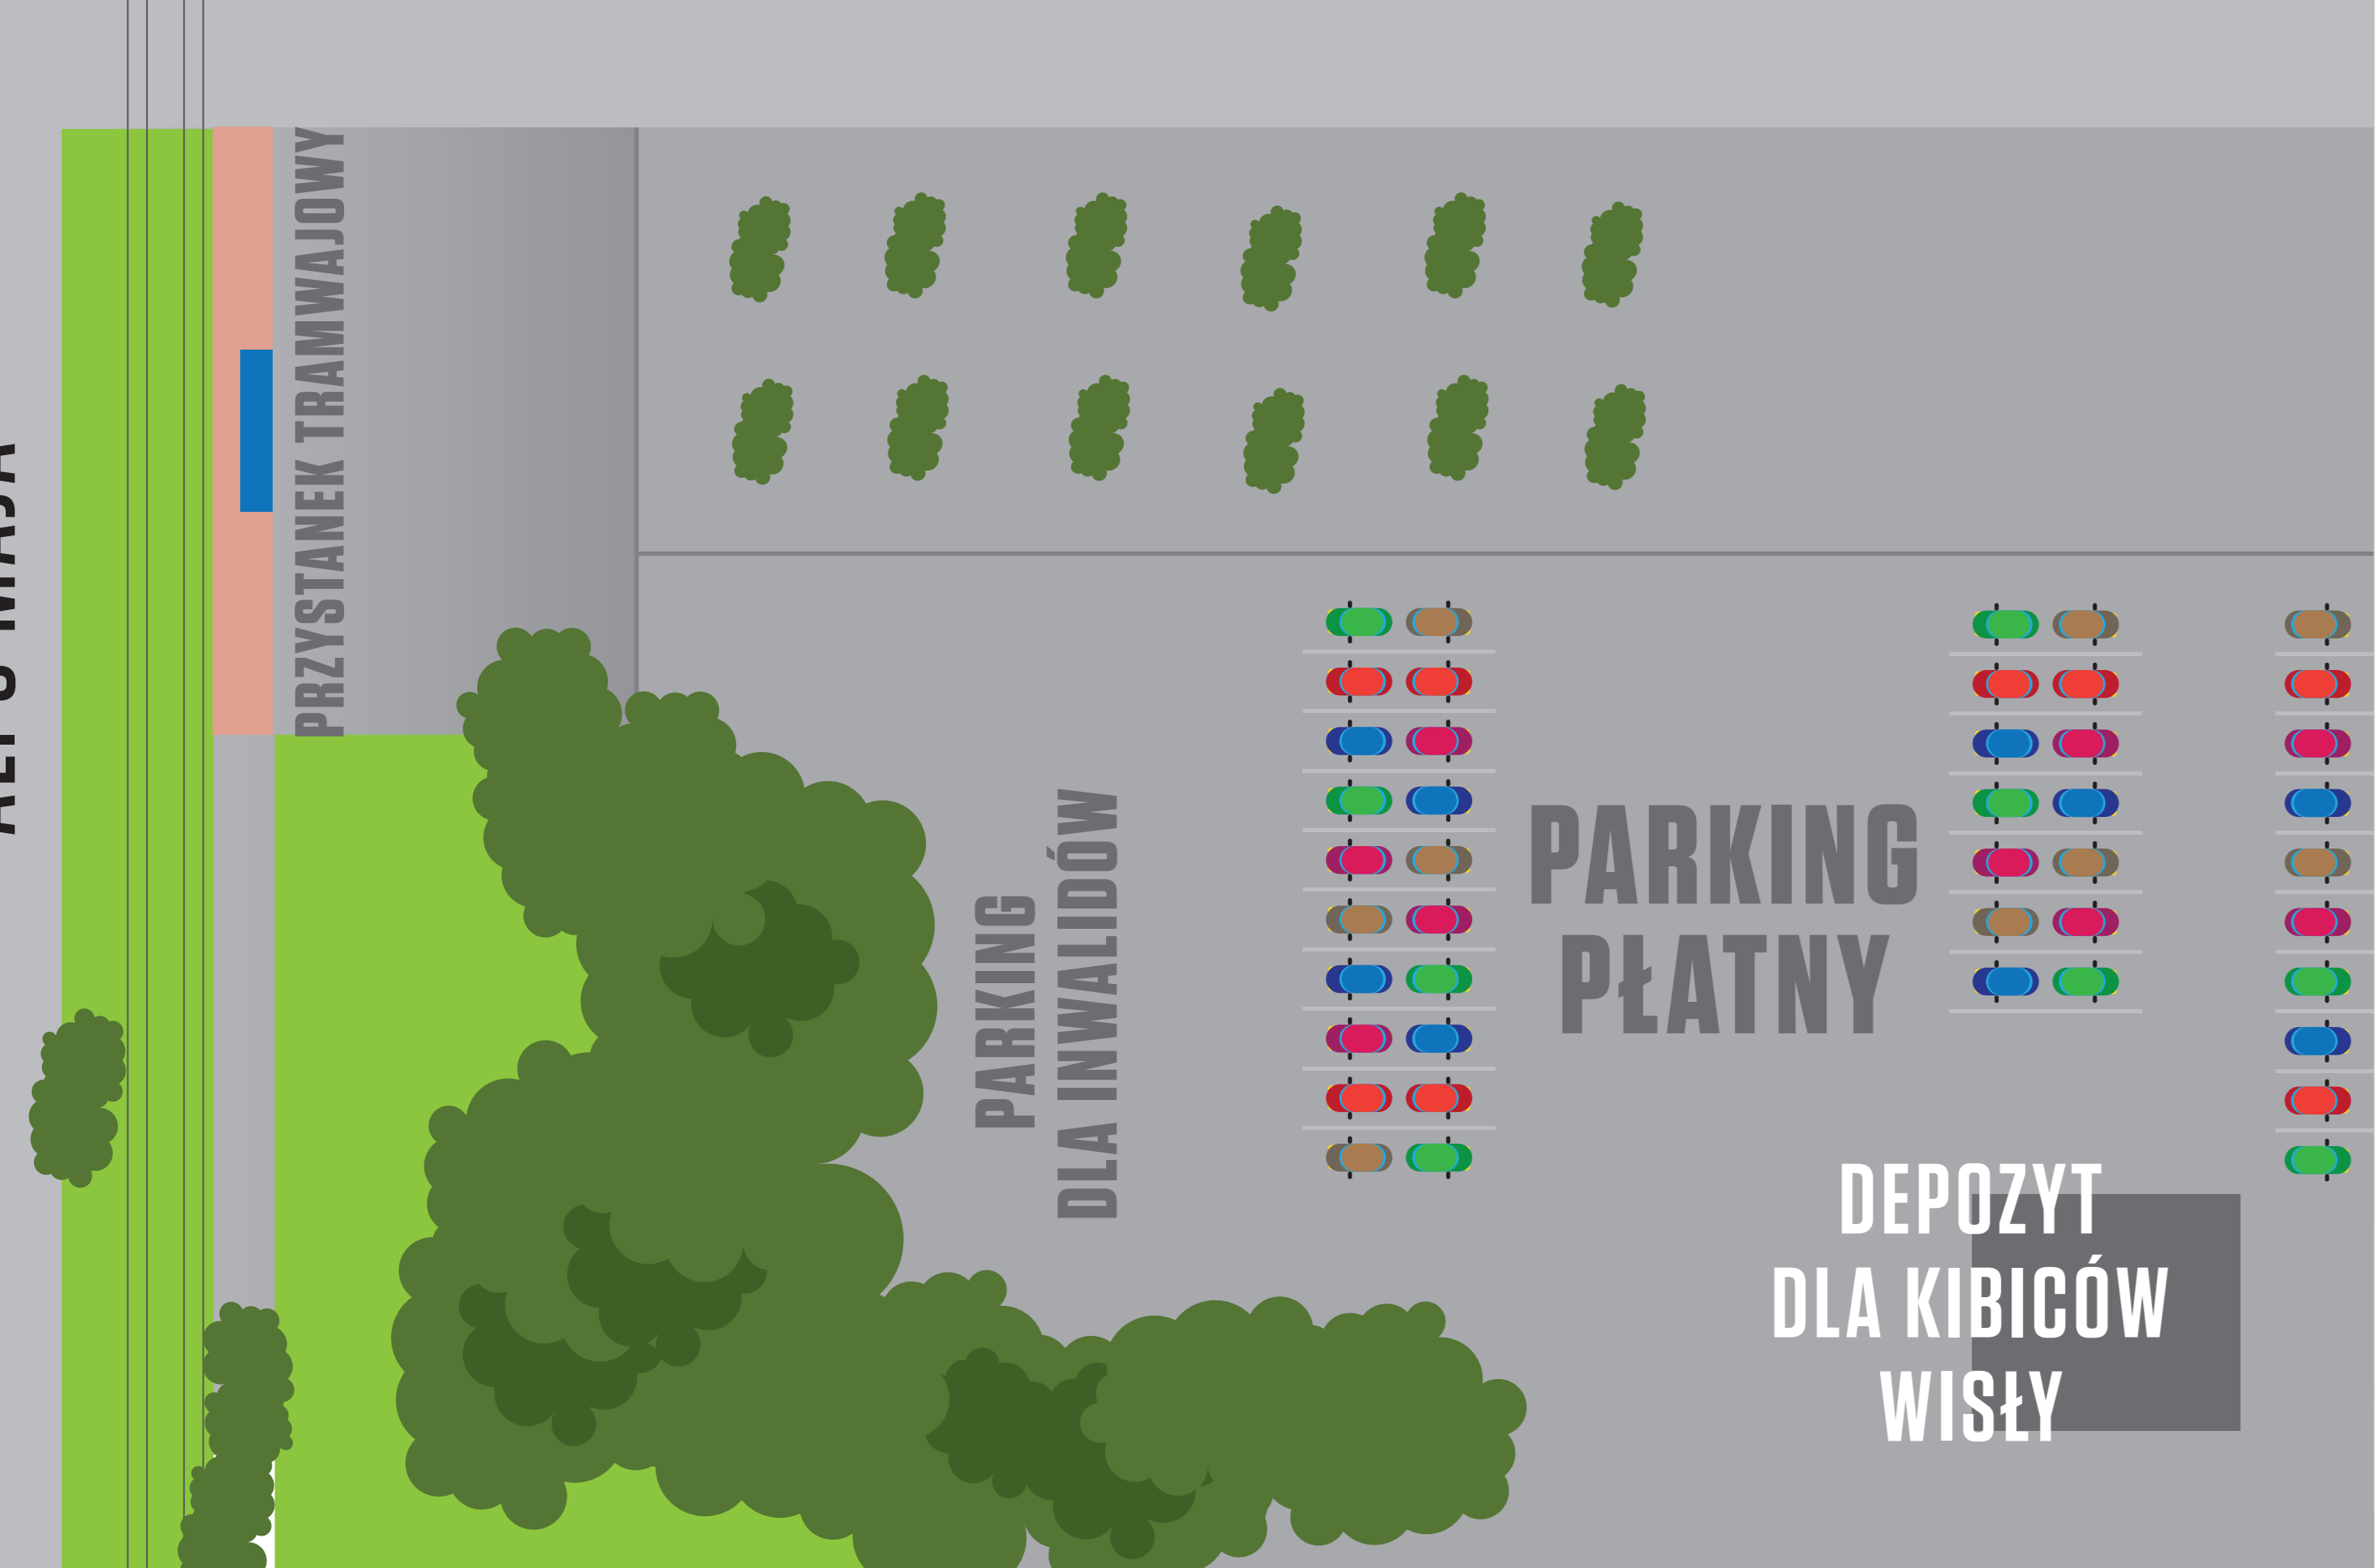 PRZYSTANEK TRAMWAJOWY
PARKING
DLA INWALIDÓW
PARKING
PŁATNY
DEPOZYT
DLA KIBICÓW
WISŁY